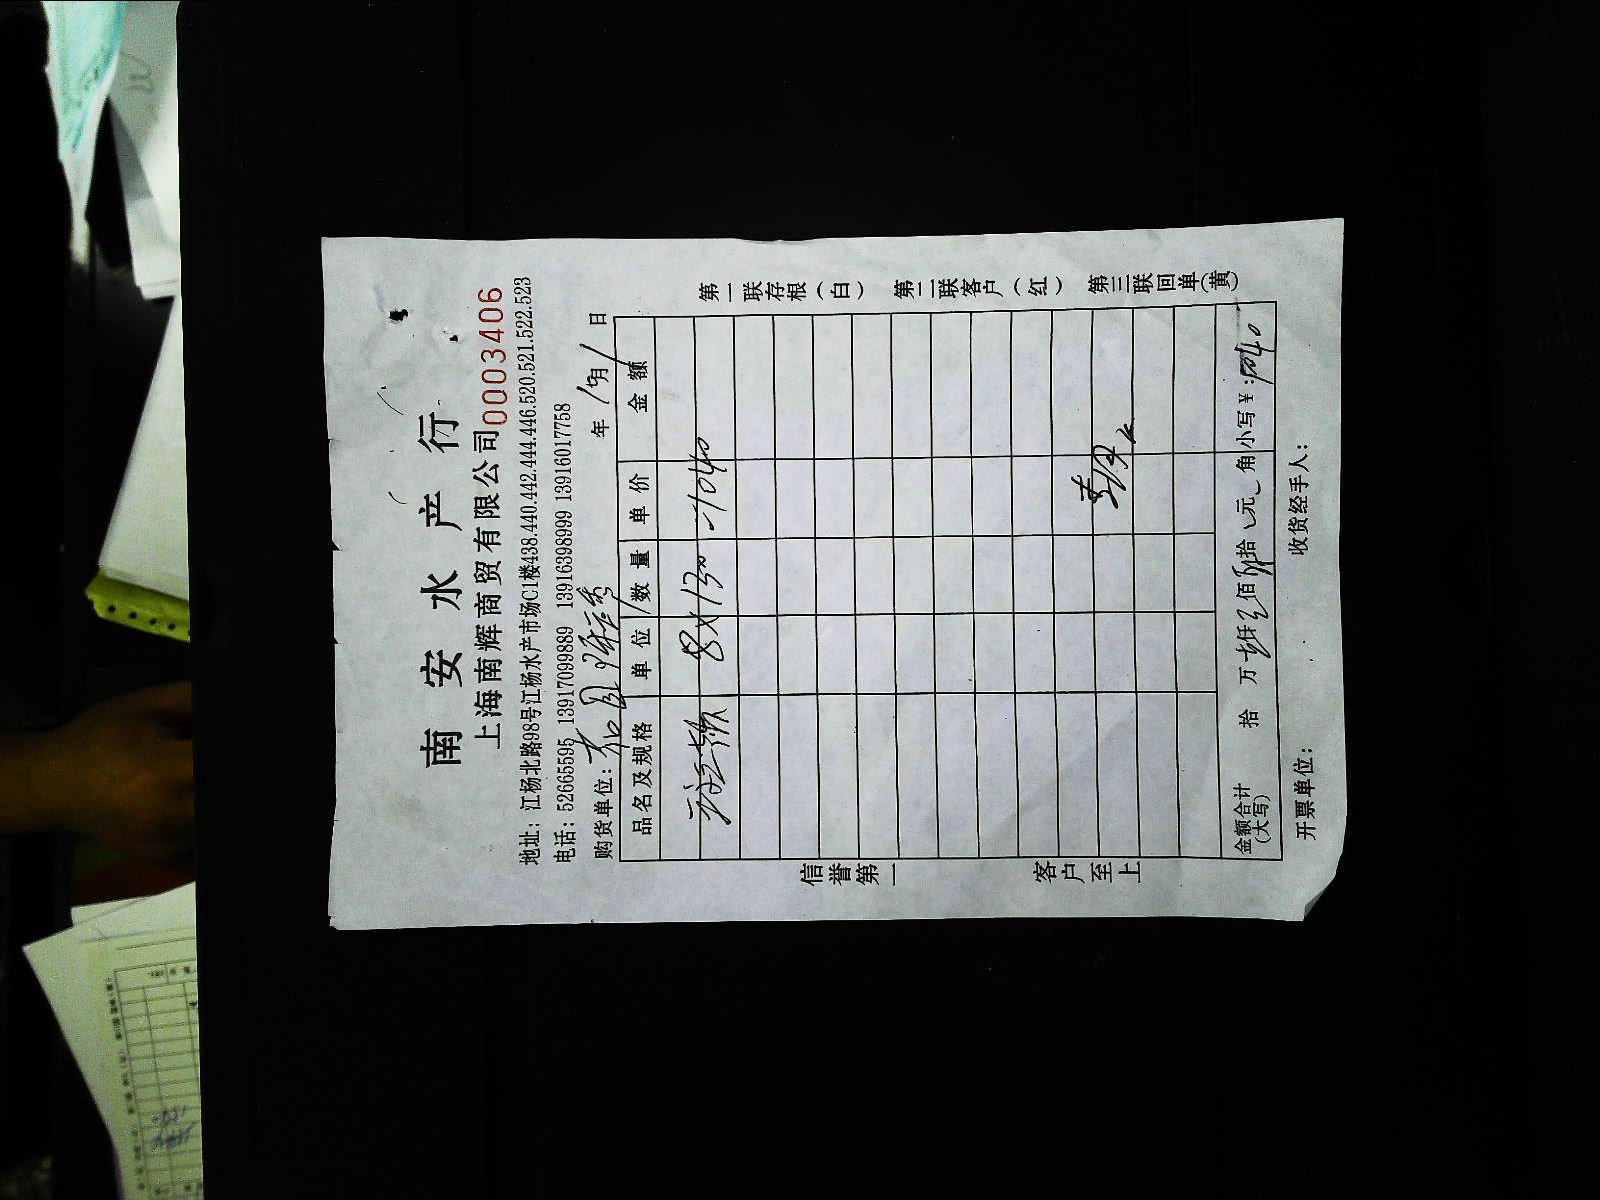 南安水产行
上海南辉商贸有限公司 0003406
地址：江杨北路98号江杨水产市场C1楼438.440.442.444.446.520.521.522.523
电话：52665595 13917099889 13916398999 13916017758
购货单位： 年 月 日
品名及规格 单位 数量 单价 金额
8×130 =1040
金额合计（大写） 拾 万 仟 佰 拾 元 角 小写￥：1040
开票单位： 收货经手人：
信誉第一 客户至上
第一联存根（白） 第二联客户（红） 第三联回单（黄）